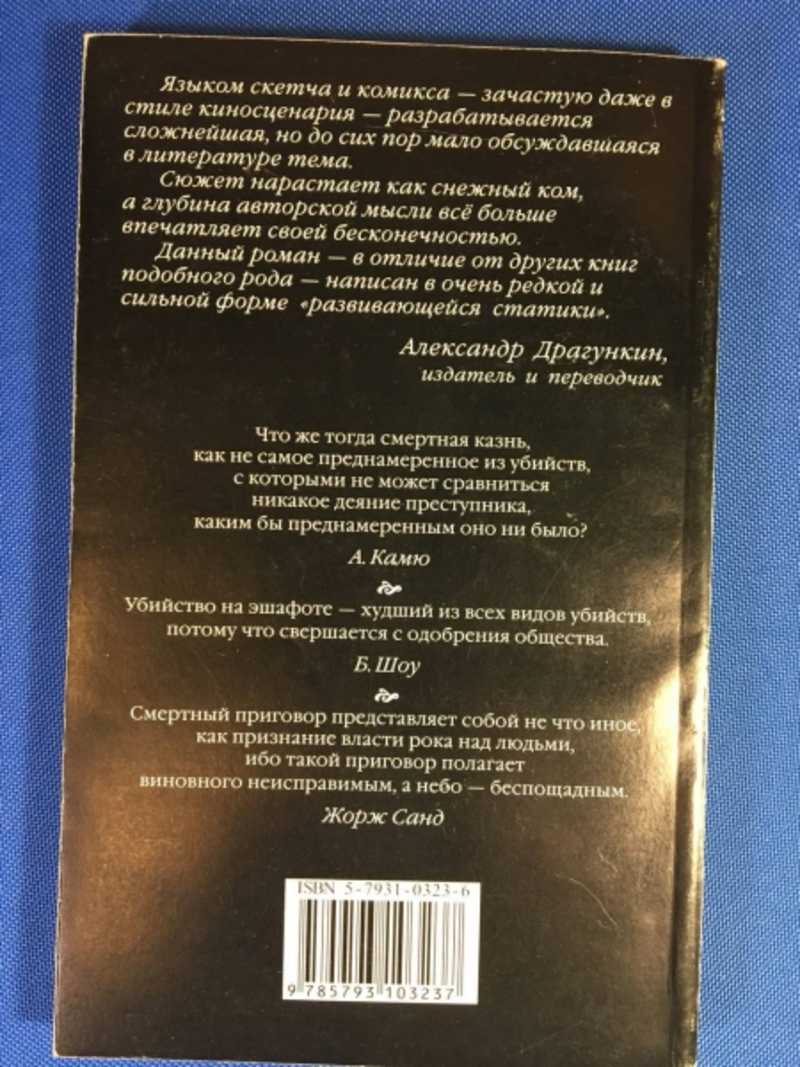 Языком скетча и комикса — зачастую даже в
стиле киносценария — разрабатывается
сложнейшая, но до сих пор мало обсуждавшаяся
в литературе тема.
Сюжет нарастает как снежный ком,
а глубина авторской мысли всё больше
впечатляет своей бесконечностью.
Данный роман — в отличие от других книг
подобного рода — написан в очень редкой и
сильной форме «развивающейся статики».
Александр Драгункин,
издатель и переводчик
Что же тогда смертная казнь,
как не самое преднамеренное из убийств,
с которыми не может сравниться
никакое деяние преступника,
каким бы преднамеренным оно ни было?
А. Камю
Убийство на эшафоте — худший из всех видов убийств,
потому что свершается с одобрения общества.
Б. Шоу
Смертный приговор представляет собой не что иное,
как признание власти рока над людьми,
ибо такой приговор полагает
виновного неисправимым, а небо — беспощадным.
Жорж Санд
ISBN 5-7931-0323-6
9 785793 103237